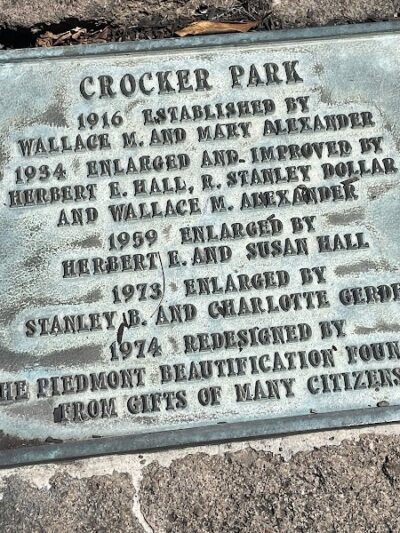 CROCKER PARK
1916 ESTABLISHED BY
WALLACE M. AND MARY ALEXANDER
1934 ENLARGED AND IMPROVED BY
HERBERT E. HALL, R. STANLEY DOLLAR
AND WALLACE M. ALEXANDER
1959 ENLARGED BY
HERBERT E. AND SUSAN HALL
1973 ENLARGED BY
STANLEY B. AND CHARLOTTE
1974 REDESIGNED BY
PIEDMONT BEAUTIFICATION
FROM GIFTS OF MANY CITIZENS